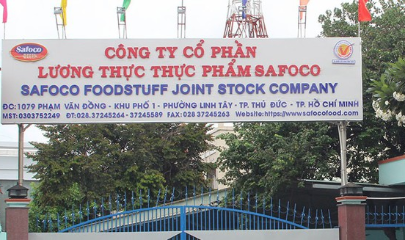 Safoco
CÔNG TY CỔ PHẦN
LƯƠNG THỰC THỰC PHẨM SAFOCO
SAFOCO FOODSTUFF JOINT STOCK COMPANY
ĐC: 1079 PHẠM VĂN ĐỒNG - KHU PHỐ 1 - PHƯỜNG LINH TÂY - TP. THỦ ĐỨC - TP. HỒ CHÍ MINH
MST: 0303752249 ĐT: 028.37245264 - 37245589 FAX: 028 37245263 Website: https://www.safocofood.com